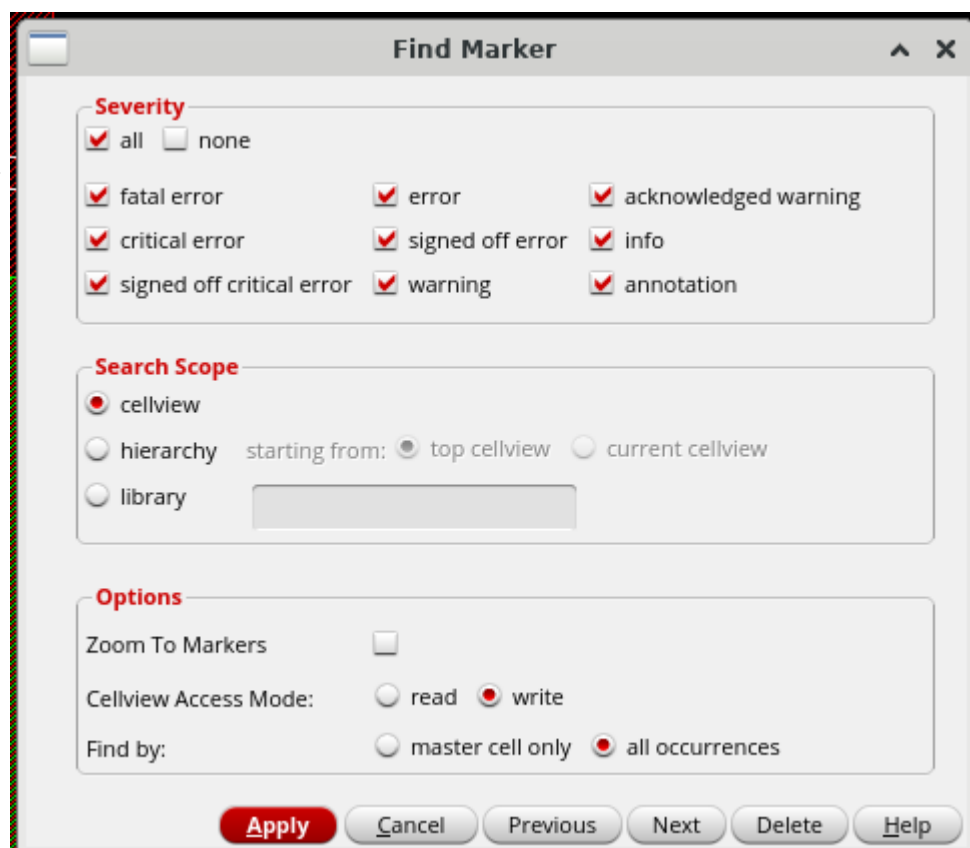 Find Marker
Severity
all none
fatal error error acknowledged warning
critical error signed off error info
signed off critical error warning annotation
Search Scope
cellview
hierarchy starting from: top cellview current cellview
library
Options
Zoom To Markers
Cellview Access Mode: read write
Find by: master cell only all occurrences
Apply Cancel Previous Next Delete Help